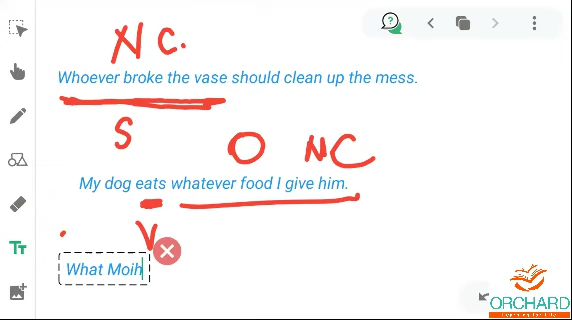 N C.
Whoever broke the vase should clean up the mess.
S
O NC
My dog eats whatever food I give him.
V
What Moih
Tт
ORCHARD